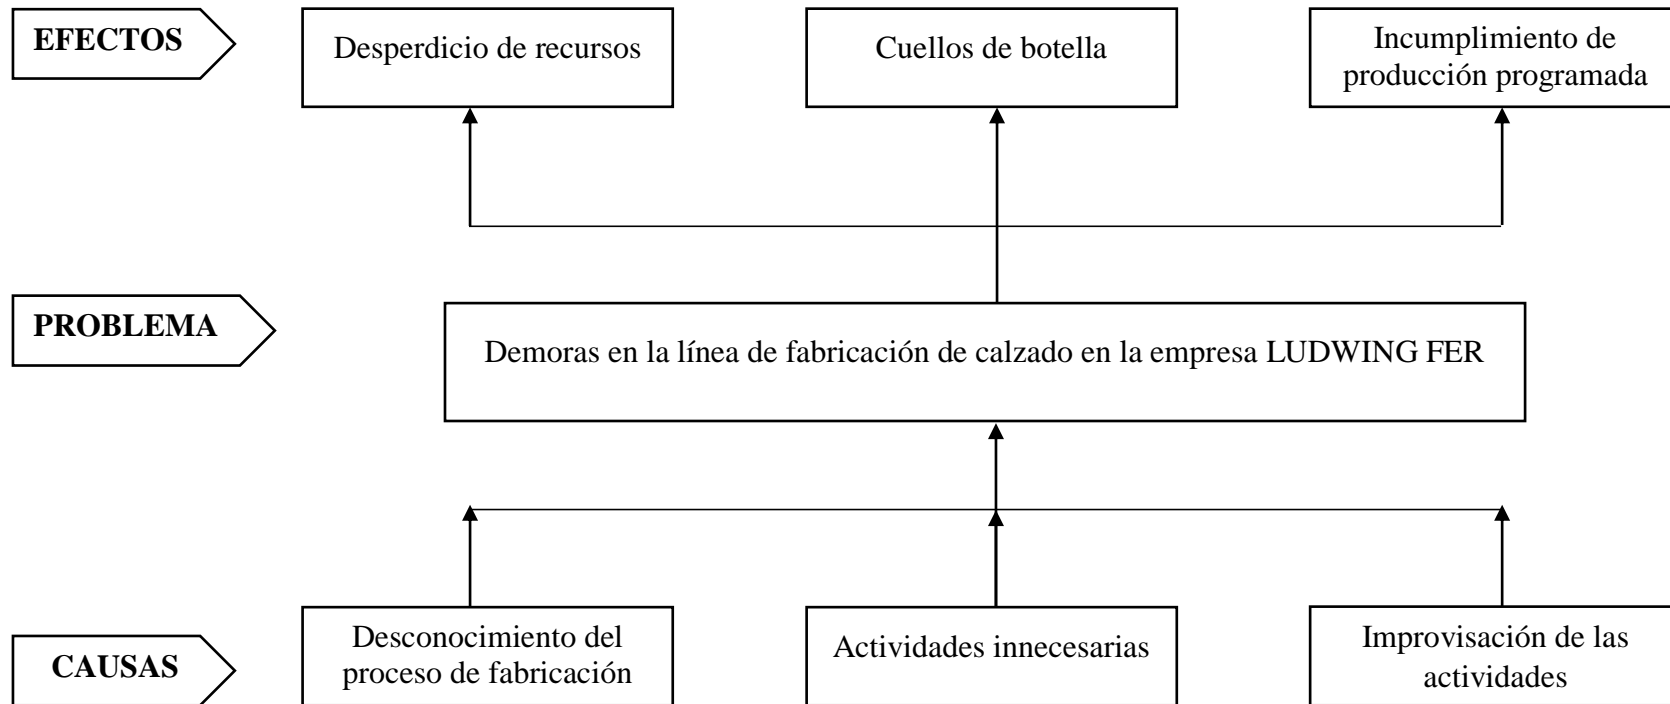 EFECTOS
Desperdicio de recursos
Cuellos de botella
Incumplimiento de
producción programada
PROBLEMA
Demoras en la línea de fabricación de calzado en la empresa LUDWING FER
CAUSAS
Desconocimiento del
proceso de fabricación
Actividades innecesarias
Improvisación de las
actividades